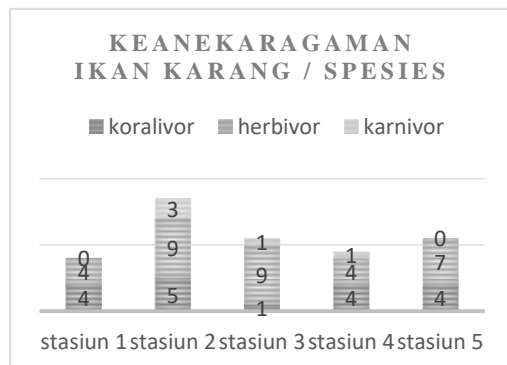 KEANEKARAGAMAN
IKAN KARANG / SPESIES
koralivor herbivor karnivor
0 3 1 1 0
4 9 9 4 7
4 5 1 4 4
stasiun 1 stasiun 2 stasiun 3 stasiun 4 stasiun 5